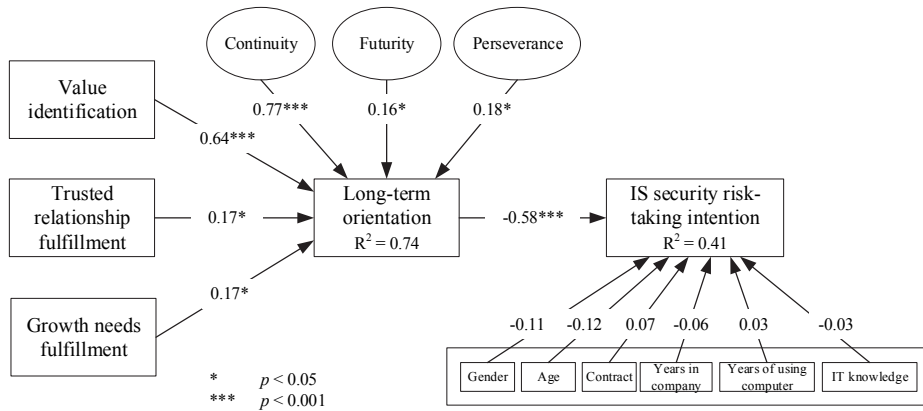 Continuity
Futurity
Perseverance
Value
identification
0.77***
0.16*
0.18*
0.64***
Trusted
relationship
fulfillment
0.17*
Long-term
orientation
R² = 0.74
-0.58***
IS security risk-
taking intention
R² = 0.41
0.17*
Growth needs
fulfillment
-0.11
-0.12
0.07
-0.06
0.03
-0.03
Gender
Age
Contract
Years in
company
Years of using
computer
IT knowledge
* p < 0.05
*** p < 0.001